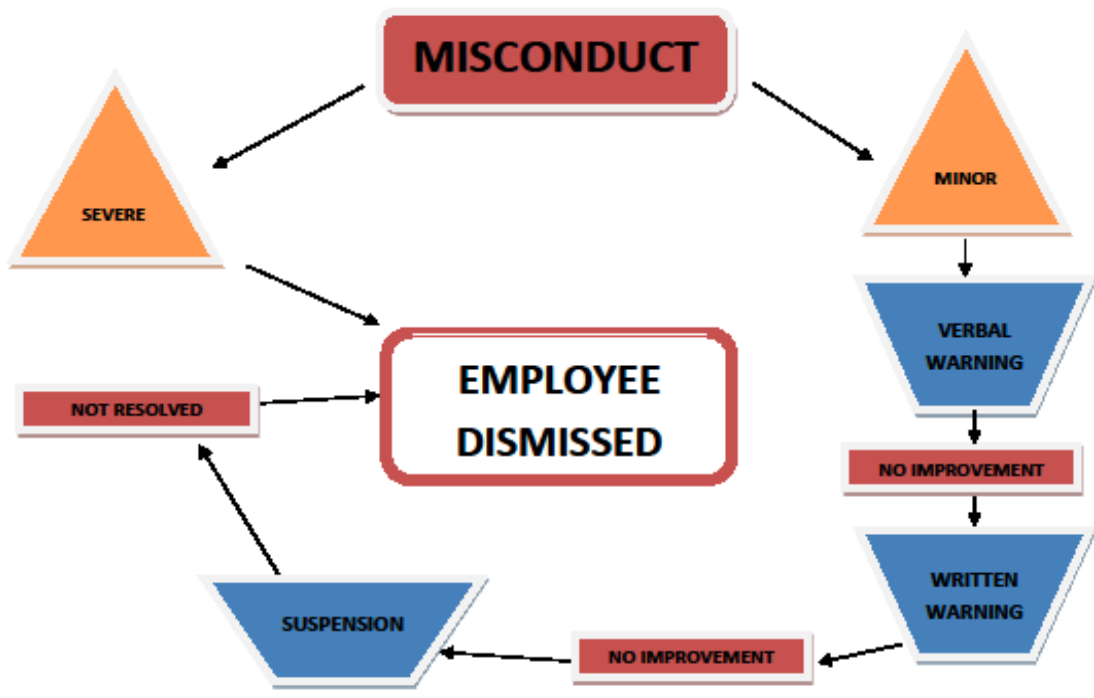 MISCONDUCT
SEVERE
MINOR
VERBAL
WARNING
NO IMPROVEMENT
WRITTEN
WARNING
NO IMPROVEMENT
SUSPENSION
NOT RESOLVED
EMPLOYEE
DISMISSED